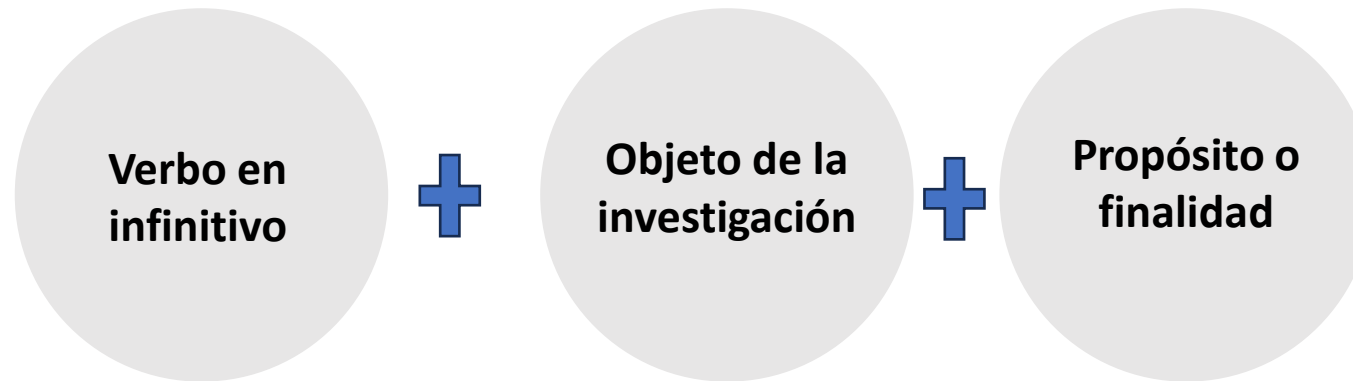 Verbo en
infinitivo
Objeto de la
investigación
Propósito o
finalidad